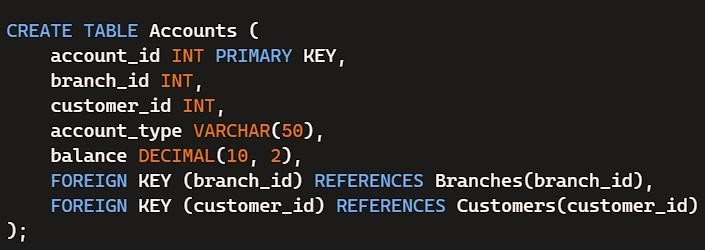 CREATE TABLE Accounts (
    account_id INT PRIMARY KEY,
    branch_id INT,
    customer_id INT,
    account_type VARCHAR(50),
    balance DECIMAL(10, 2),
    FOREIGN KEY (branch_id) REFERENCES Branches(branch_id),
    FOREIGN KEY (customer_id) REFERENCES Customers(customer_id)
);